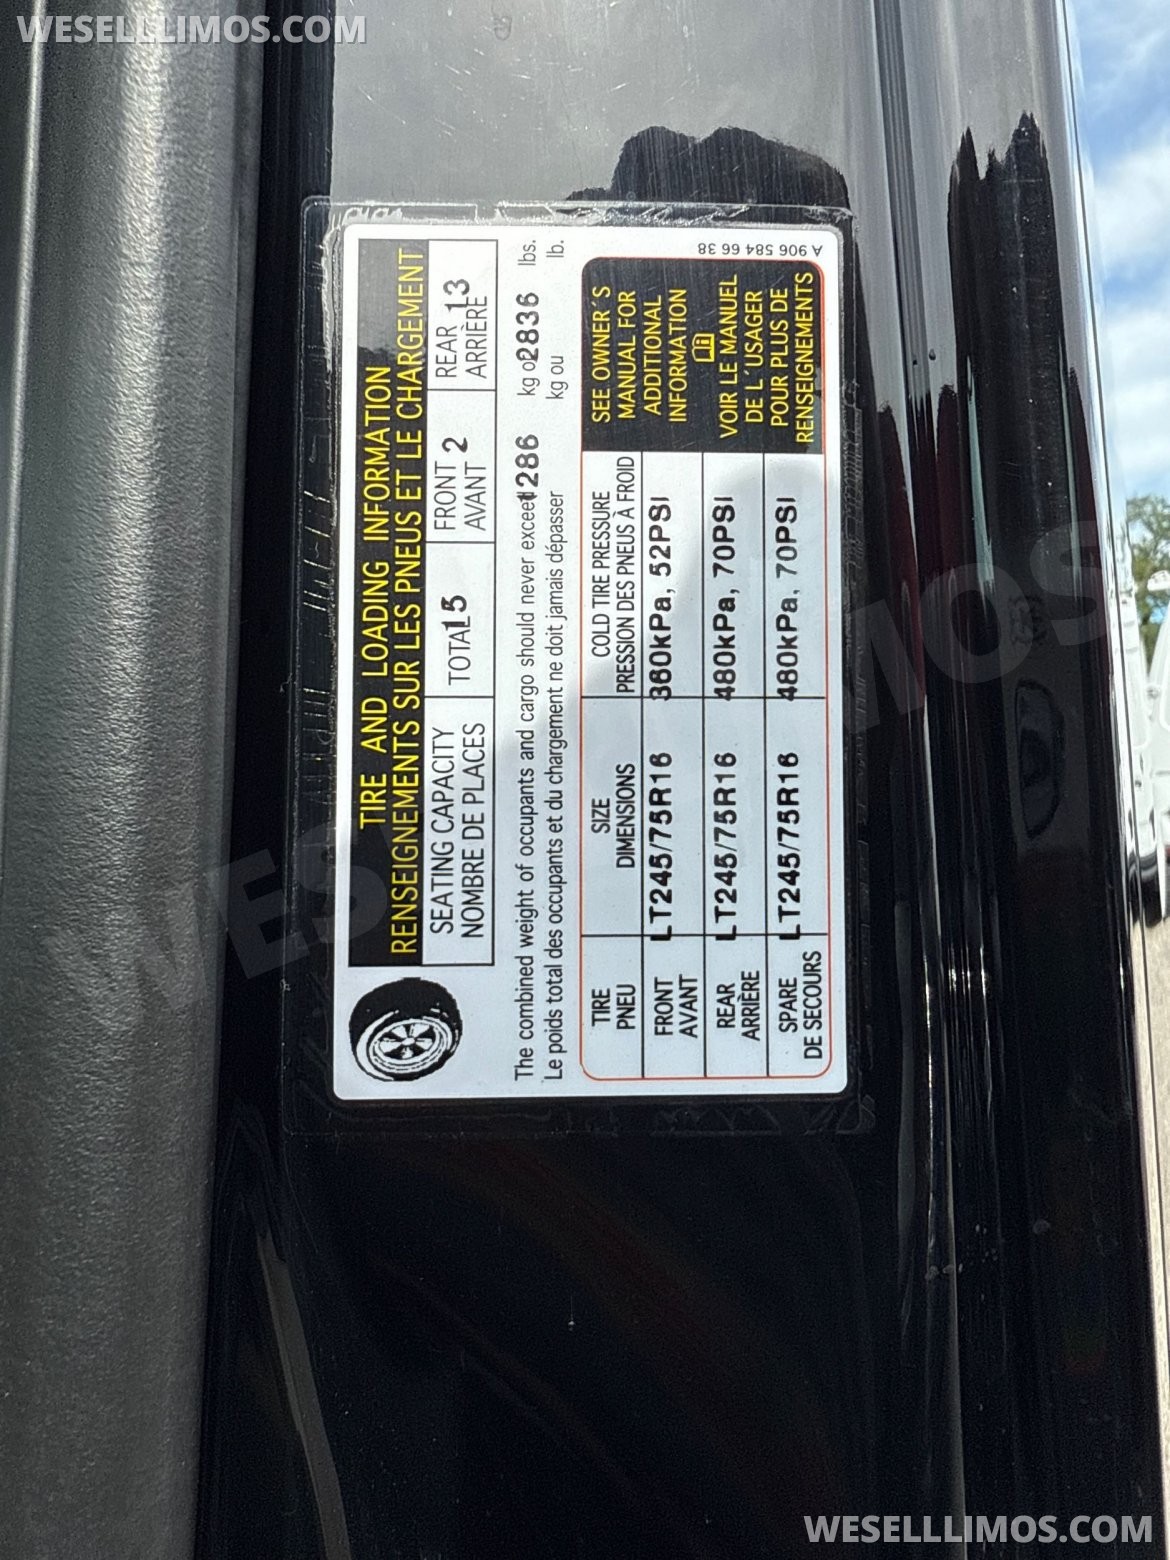 WESELLLIMOS.COM
TIRE AND LOADING INFORMATION
RENSEIGNEMENTS SUR LES PNEUS ET LE CHARGEMENT
SEATING CAPACITY TOTAL 15 FRONT 2 REAR 13
NOMBRE DE PLACES AVANT ARRIÈRE
The combined weight of occupants and cargo should never exceed 1286 kg o 2836 lbs.
Le poids total des occupants et du chargement ne doit jamais dépasser kg ou lb.
TIRE SIZE COLD TIRE PRESSURE
PNEU DIMENSIONS PRESSION DES PNEUS À FROID
FRONT LT245/75R16 360kPa, 52PSI
AVANT
REAR LT245/75R16 480kPa, 70PSI
ARRIÈRE
SPARE LT245/75R16 480kPa, 70PSI
DE SECOURS
SEE OWNER'S
MANUAL FOR
ADDITIONAL
INFORMATION
VOIR LE MANUEL
DE L'USAGER
POUR PLUS DE
RENSEIGNEMENTS
A 906 584 66 38
WESELLLIMOS.COM
WESELLLIMOS.COM